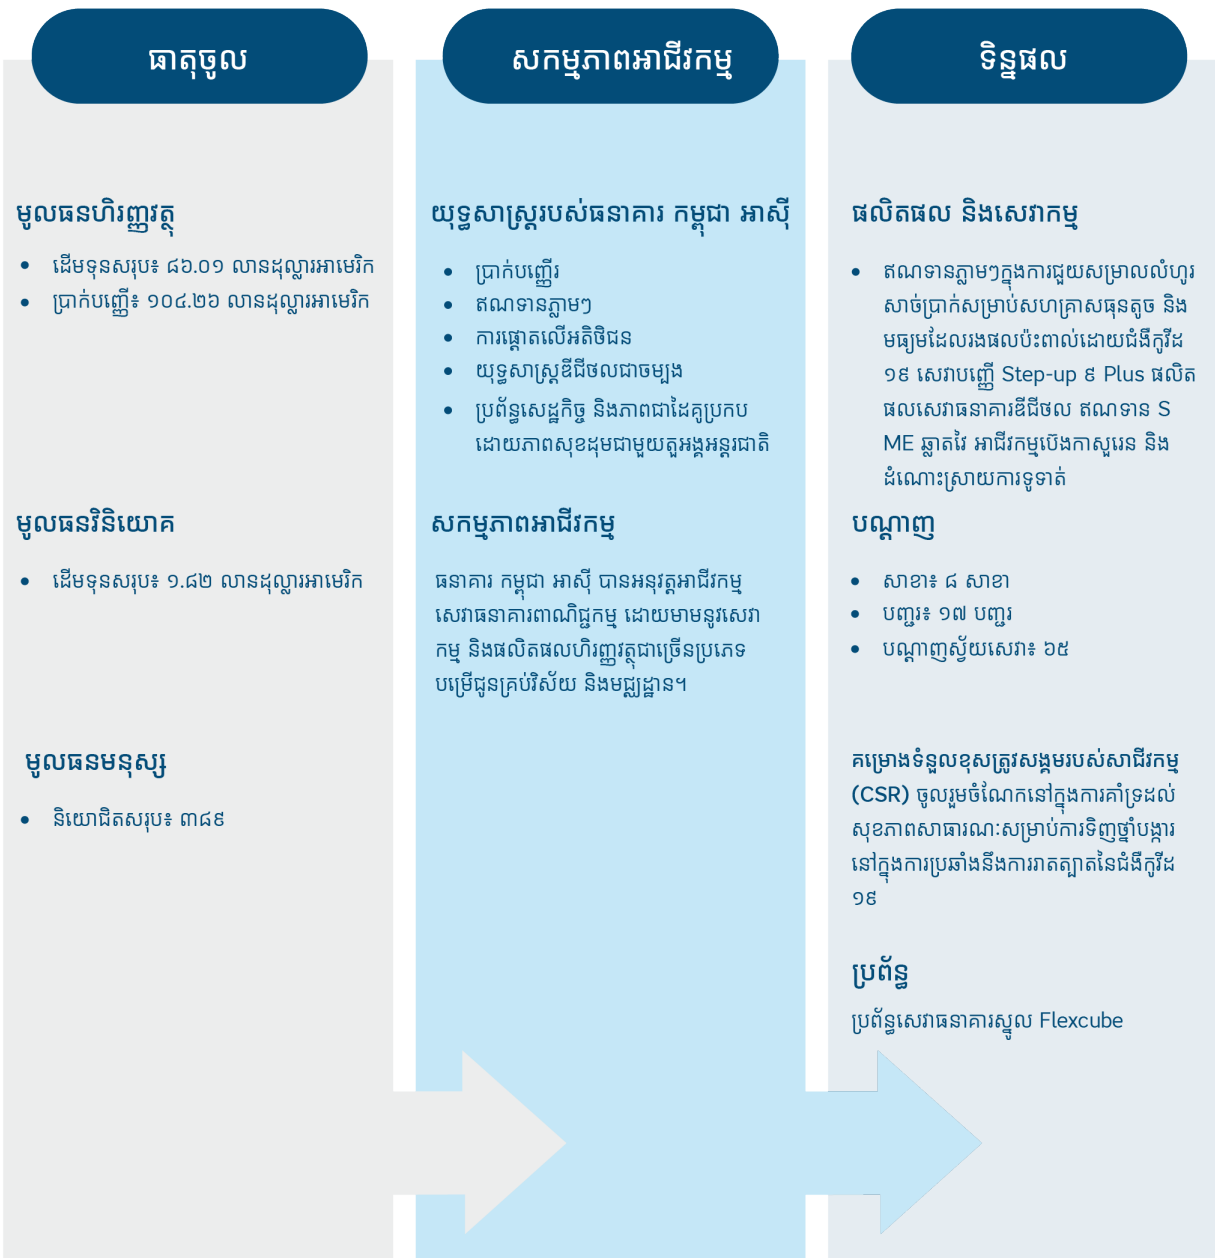 ធាតុចូល
មូលធនហិរញ្ញវត្ថុ
ដើមទុនសរុប៖ ៨៦.០១ លានដុល្លារអាមេរិក
ប្រាក់បញ្ញើ៖ ១០៤.២៦ លានដុល្លារអាមេរិក
មូលធនវិនិយោគ
ដើមទុនសរុប៖ ១.៨២ លានដុល្លារអាមេរិក
មូលធនមនុស្ស
និយោជិតសរុប៖ ៣៨៩
សកម្មភាពអាជីវកម្ម
យុទ្ធសាស្ត្ររបស់ធនាគារ កម្ពុជា អាស៊ី
ប្រាក់បញ្ញើរ
ឥណទានភ្លាមៗ
ការផ្តោតលើអតិថិជន
យុទ្ធសាស្ត្រឌីជីថលជាចម្បង
ប្រព័ន្ធសេដ្ឋកិច្ច និងភាពជាដៃគូប្រកប
ដោយភាពសុខដុមជាមួយតួអង្គអន្តរជាតិ
សកម្មភាពអាជីវកម្ម
ធនាគារ កម្ពុជា អាស៊ី បានអនុវត្តអាជីវកម្ម
សេវាធនាគារពាណិជ្ជកម្ម ដោយមាមនូវសេវា
កម្ម និងផលិតផលហិរញ្ញវត្ថុជាច្រើនប្រភេទ
បម្រើជូនគ្រប់វិស័យ និងមជ្ឈដ្ឋាន។
ទិន្នផល
ផលិតផល និងសេវាកម្ម
ឥណទានភ្លាមៗក្នុងការជួយសម្រាលលំហូរ
សាច់ប្រាក់សម្រាប់សហគ្រាសធុនតូច និង
មធ្យមដែលរងផលប៉ះពាល់ដោយជំងឺកូវីដ
១៩ សេវាបញ្ញើ Step-up ៩ Plus ផលិត
ផលសេវាធនាគារឌីជីថល ឥណទាន S
ME ឆ្លាតវៃ អាជីវកម្មប៊េងកាសួរេន និង
ដំណោះស្រាយការទូទាត់
បណ្តាញ
សាខា៖ ៨ សាខា
បញ្ជរ៖ ១៧ បញ្ជរ
បណ្តាញស្វ័យសេវា៖ ៦៥
គម្រោងទំនួលខុសត្រូវសង្គមរបស់សាជីវកម្ម
(CSR) ចូលរួមចំណែកនៅក្នុងការគាំទ្រដល់
សុខភាពសាធារណៈសម្រាប់ការទិញថ្នាំបង្ការ
នៅក្នុងការប្រឆាំងនឹងការរាតត្បាតនៃជំងឺកូវីដ
១៩
ប្រព័ន្ធ
ប្រព័ន្ធសេវាធនាគារស្នូល Flexcube